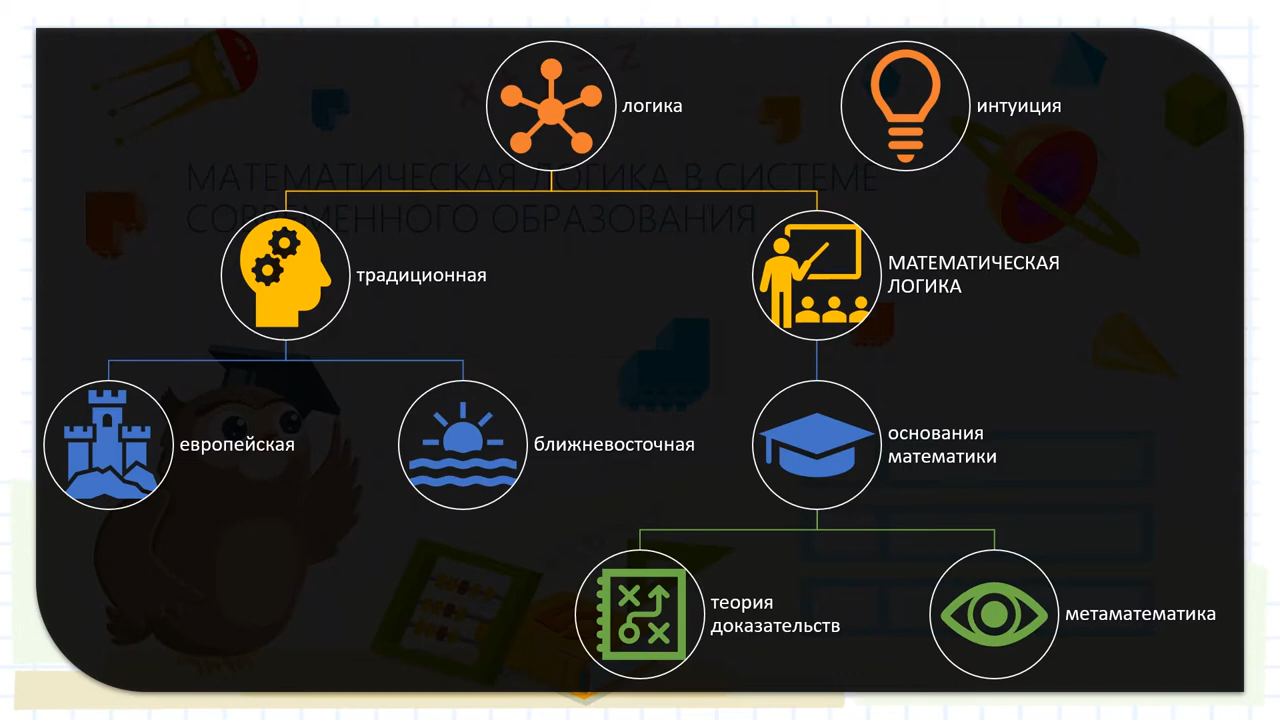 логика
интуиция
МАТЕМАТИЧЕСКАЯ ЛОГИКА В СИСТЕМЕ
СОВРЕМЕННОГО ОБРАЗОВАНИЯ
традиционная
МАТЕМАТИЧЕСКАЯ
ЛОГИКА
европейская
ближневосточная
основания
математики
теория
доказательств
метаматематика